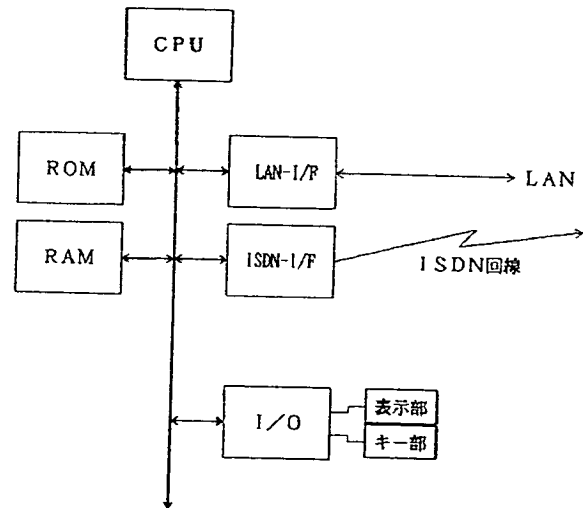 CPU
ROM
LAN-I/F
LAN
RAM
ISDN-I/F
ISDN回線
I/O
表示部
キー部